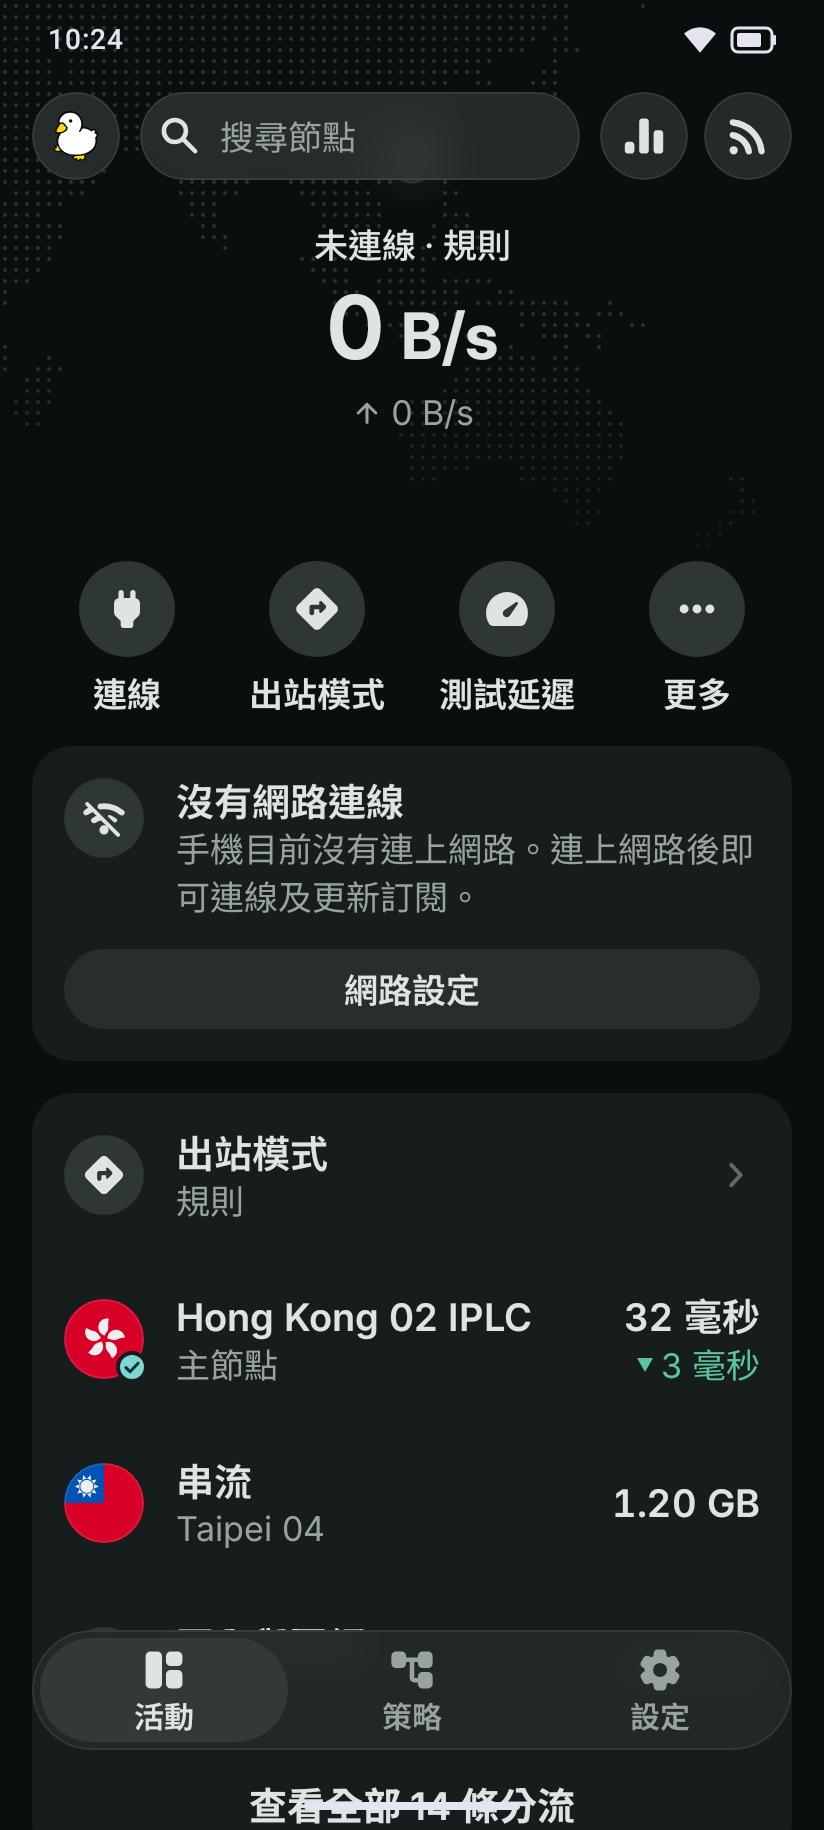 10:24
搜尋節點
未連線 · 規則
0 B/s
↑ 0 B/s
連線
出站模式
測試延遲
更多
沒有網路連線
手機目前沒有連上網路。連上網路後即
可連線及更新訂閱。
網路設定
出站模式
規則
Hong Kong 02 IPLC
32 毫秒
主節點
▼3 毫秒
串流
1.20 GB
Taipei 04
活動
策略
設定
查看全部 14 條分流